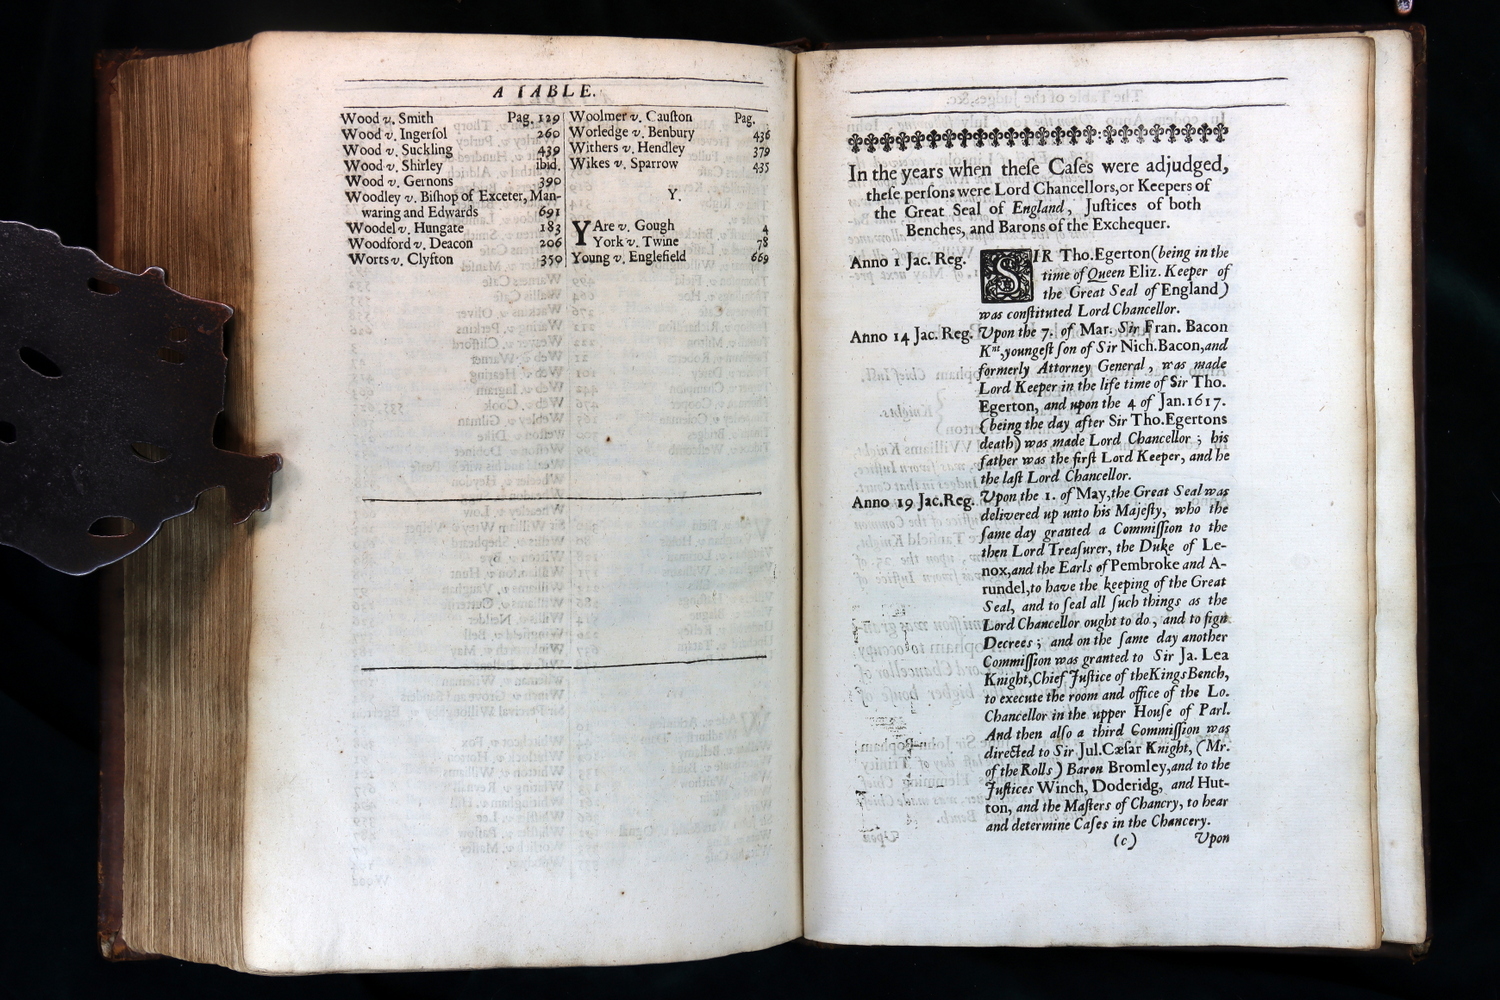 A TABLE.
Wood v. Smith Pag. 129
Wood v. Ingersol 260
Wood v. Suckling 439
Wood v. Shirley ibid.
Wood v. Gernons 390
Woodley v. Bishop of Exceter, Man-
waring and Edwards 691
Woodel v. Hungate 183
Woodford v. Deacon 206
Worts v. Clyfton 350
Woolmer v. Caufton Pag.
Worledge v. Benbury 436
Withers v. Hendley 379
Wikes v. Sparrow 435
Y.
YAre v. Gough 4
York v. Twine 78
Young v. Englefield 669
In the years when theſe Caſes were adjudged,
theſe perſons were Lord Chancellors, or Keepers of
the Great Seal of England, Juſtices of both
Benches, and Barons of the Exchequer.
Anno 1 Jac. Reg. SIR Tho. Egerton (being in the
time of Queen Eliz. Keeper of
the Great Seal of England)
was conſtituted Lord Chancellor.
Anno 14 Jac. Reg. Upon the 7. of Mar. Sir Fran. Bacon
Knt, youngeſt ſon of Sir Nich. Bacon, and
formerly Attorney General, was made
Lord Keeper in the life time of Sir Tho.
Egerton, and upon the 4 of Jan. 1617.
(being the day after Sir Tho. Egertons
death) was made Lord Chancellor; his
father was the firſt Lord Keeper, and he
the laſt Lord Chancellor.
Anno 19 Jac. Reg. Upon the 1. of May, the Great Seal was
delivered up unto his Majeſty, who the
ſame day granted a Commiſſion to the
then Lord Treaſurer, the Duke of Le-
nox, and the Earls of Pembroke and A-
rundel, to have the keeping of the Great
Seal, and to ſeal all ſuch things as the
Lord Chancellor ought to do, and to ſign
Decrees; and on the ſame day another
Commiſſion was granted to Sir Ja. Lea
Knight, Chief Juſtice of the Kings Bench,
to execute the room and office of the Lo.
Chancellor in the upper Houſe of Parl.
And then alſo a third Commiſſion was
directed to Sir Jul. Cæſar Knight, (Mr.
of the Rolls) Baron Bromley, and to the
Juſtices Winch, Doderidg, and Hut-
ton, and the Maſters of Chancry, to hear
and determine Caſes in the Chancery.
(c) Upon